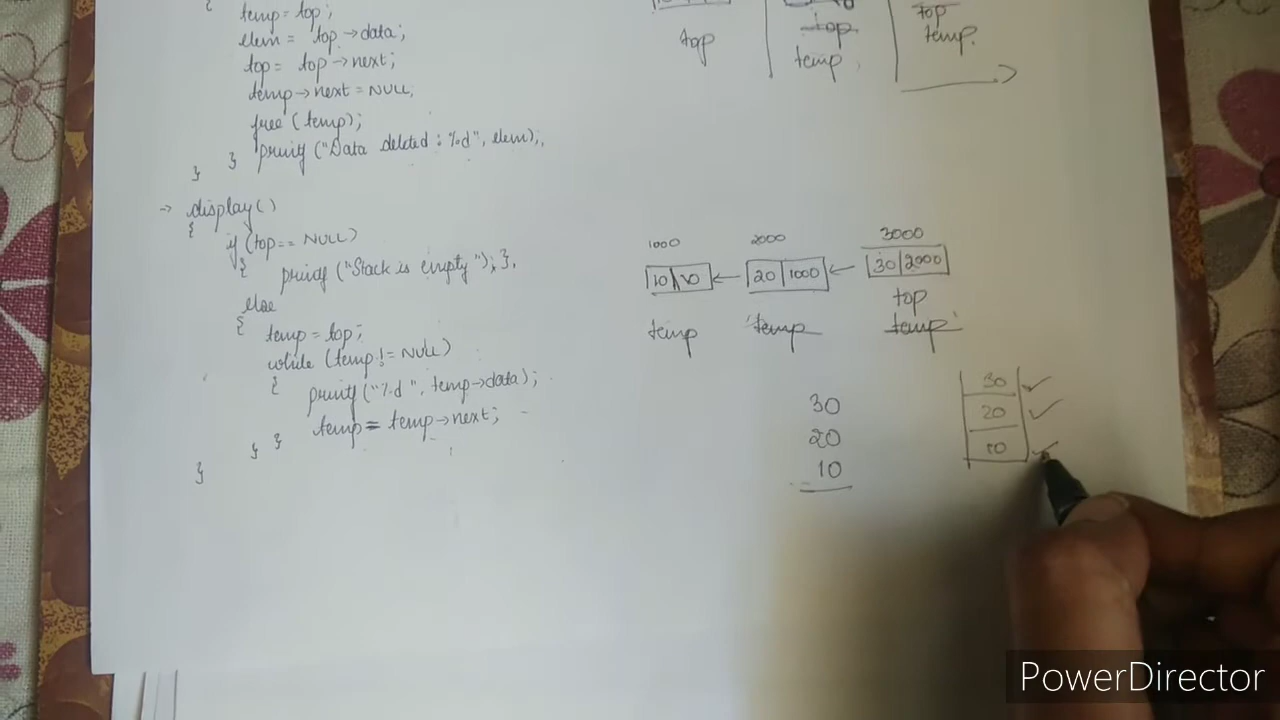 {
temp = top;
elem = top→data;
top = top→next;
temp→next = NULL;
free (temp);
printf ("Data deleted : %d", elem);
}
}
→ display()
{
if (top == NULL)
{
printf ("Stack is empty"); };
else
{
temp = top;
while (temp != NULL)
{
printf ("%d", temp→data);
temp = temp→next;
}
}
}
top
top
temp
top
temp.
1000 2000 3000
10 \0 ← 20 1000 ← 30 2000
top
temp temp temp
30
20
10
30
20
10
PowerDirector